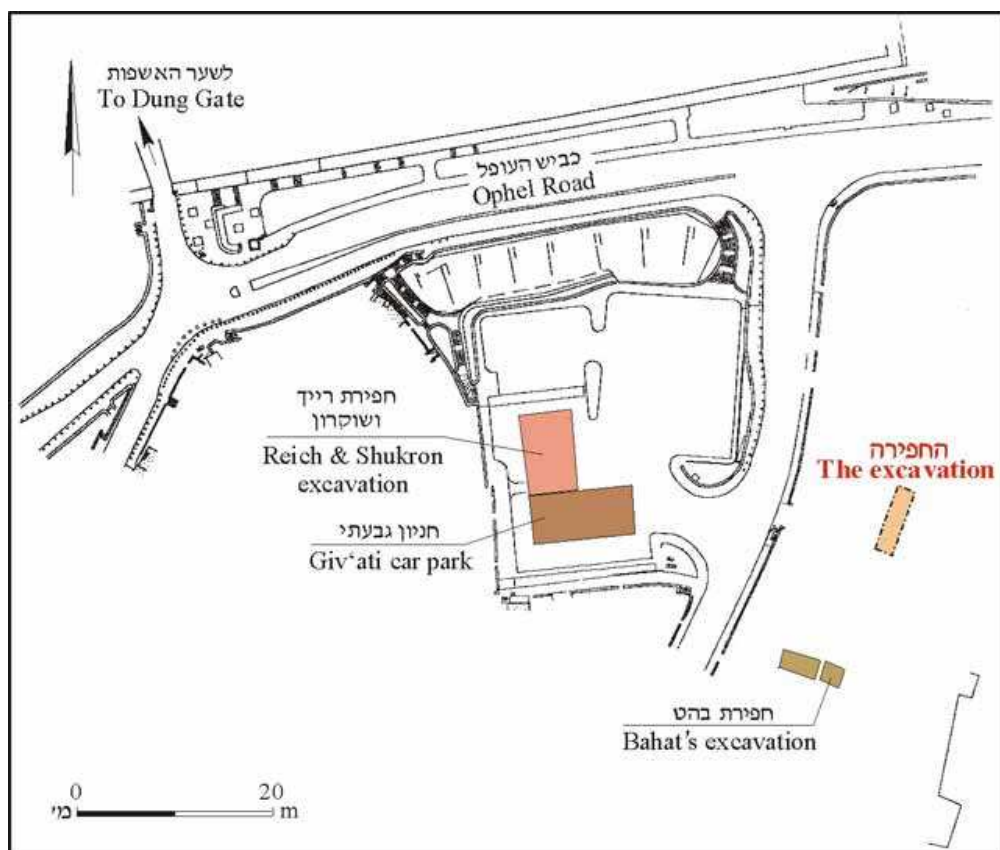 לשער האשפות
To Dung Gate
כביש העופל
Ophel Road
חפירת רייך
ושוקרון
Reich & Shukron
excavation
חניון גבעתי
Giv‘ati car park
החפירה
The excavation
חפירת בהט
Bahat's excavation
0 20
מ' m